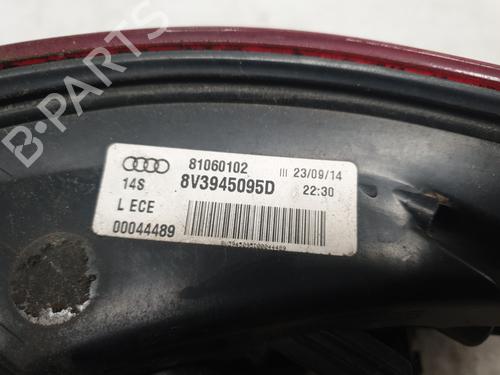 81060102
III 23/09/14
14S
8V3945095D
22:30
L ECE
00044489
B-PARTS